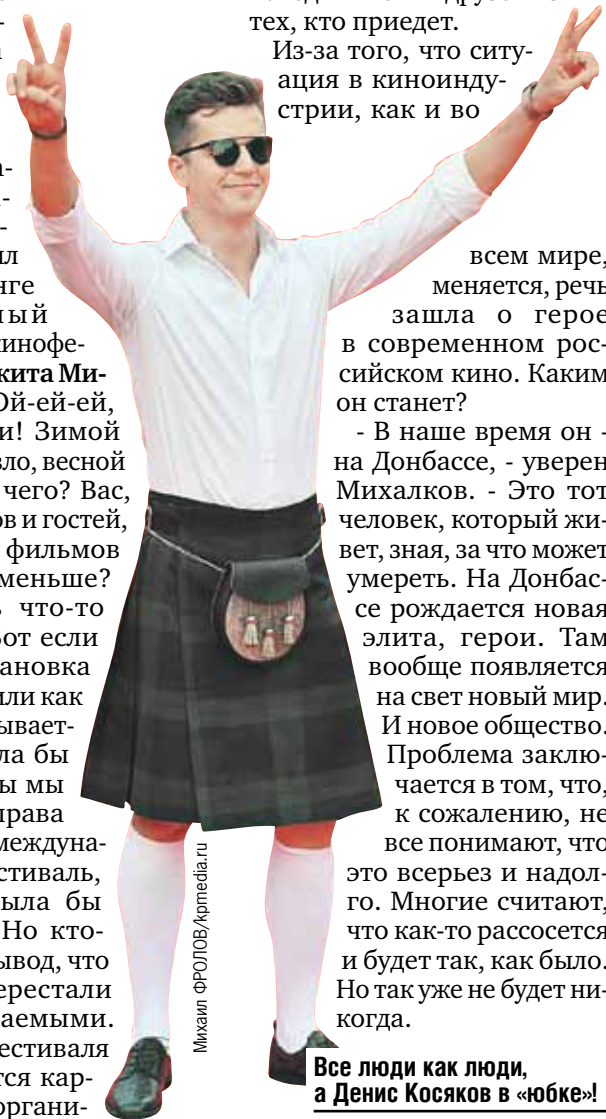 л
нге
ный
кинофе-
кита Ми-
Ой-ей-ей,
и! Зимой
зло, весной
чего? Вас,
ов и гостей,
фильмов
меньше?
ь что-то
Вот если
ановка
или как
ывает-
ла бы
ы мы
права
междуна-
стиваль,
ыла бы
Но кто-
ывод, что
ерестали
аемыми.
естиваля
тся кар-
органи-
тех, кто приедет.
Из-за того, что ситу-
ация в киноинду-
стрии, как и во
всем мире,
меняется, речь
зашла о герое
в современном рос-
сийском кино. Каким
он станет?
- В наше время он -
на Донбассе, - уверен
Михалков. - Это тот
человек, который жи-
вет, зная, за что может
умереть. На Донбас-
се рождается новая
элита, герои. Там
вообще появляется
на свет новый мир.
И новое общество.
Проблема заклю-
чается в том, что,
к сожалению, не
все понимают, что
это всерьез и надол-
го. Многие считают,
что как-то рассосется
и будет так, как было.
Но так уже не будет ни-
когда.
Михаил ФРОЛОВ/kpmedia.ru
Все люди как люди,
а Денис Косяков в «юбке»!